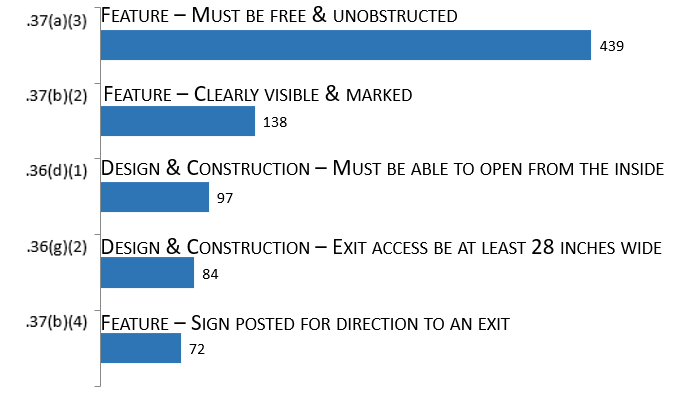 .37(a)(3) FEATURE – MUST BE FREE & UNOBSTRUCTED
439
.37(b)(2) FEATURE – CLEARLY VISIBLE & MARKED
138
.36(d)(1) DESIGN & CONSTRUCTION – MUST BE ABLE TO OPEN FROM THE INSIDE
97
.36(g)(2) DESIGN & CONSTRUCTION – EXIT ACCESS BE AT LEAST 28 INCHES WIDE
84
.37(b)(4) FEATURE – SIGN POSTED FOR DIRECTION TO AN EXIT
72